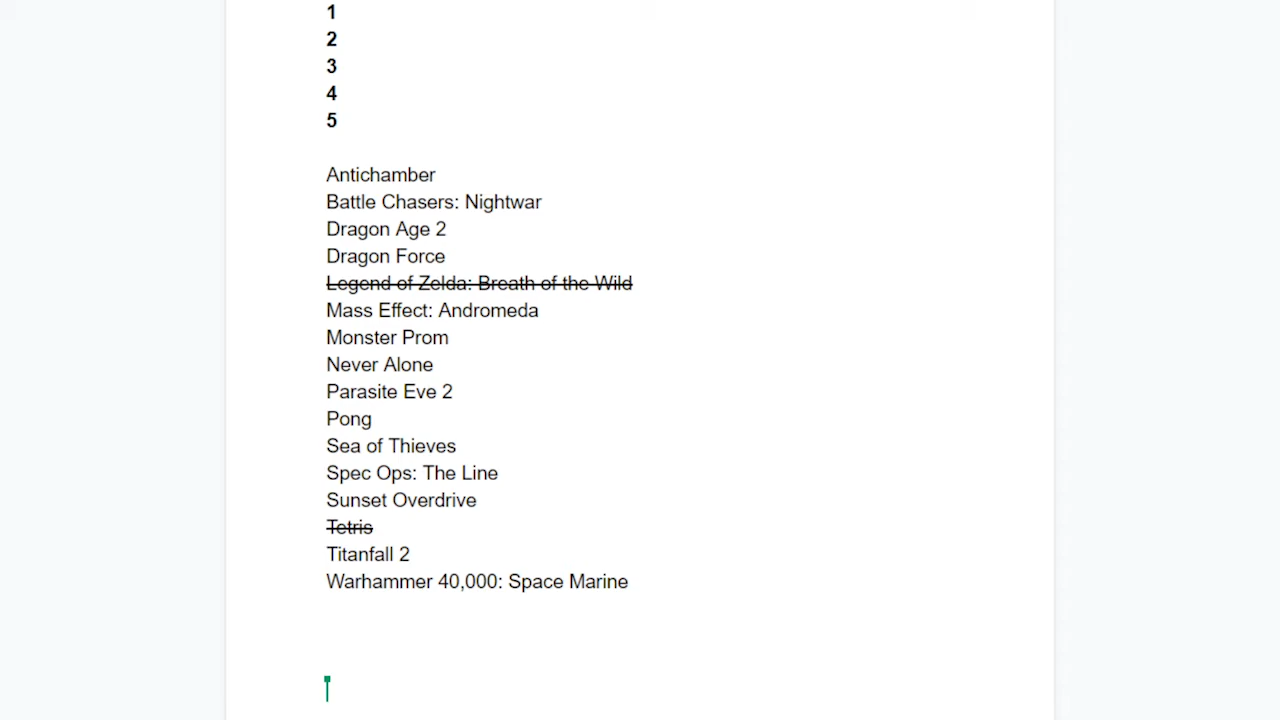 1
2
3
4
5
Antichamber
Battle Chasers: Nightwar
Dragon Age 2
Dragon Force
Legend of Zelda: Breath of the Wild
Mass Effect: Andromeda
Monster Prom
Never Alone
Parasite Eve 2
Pong
Sea of Thieves
Spec Ops: The Line
Sunset Overdrive
Tetris
Titanfall 2
Warhammer 40,000: Space Marine